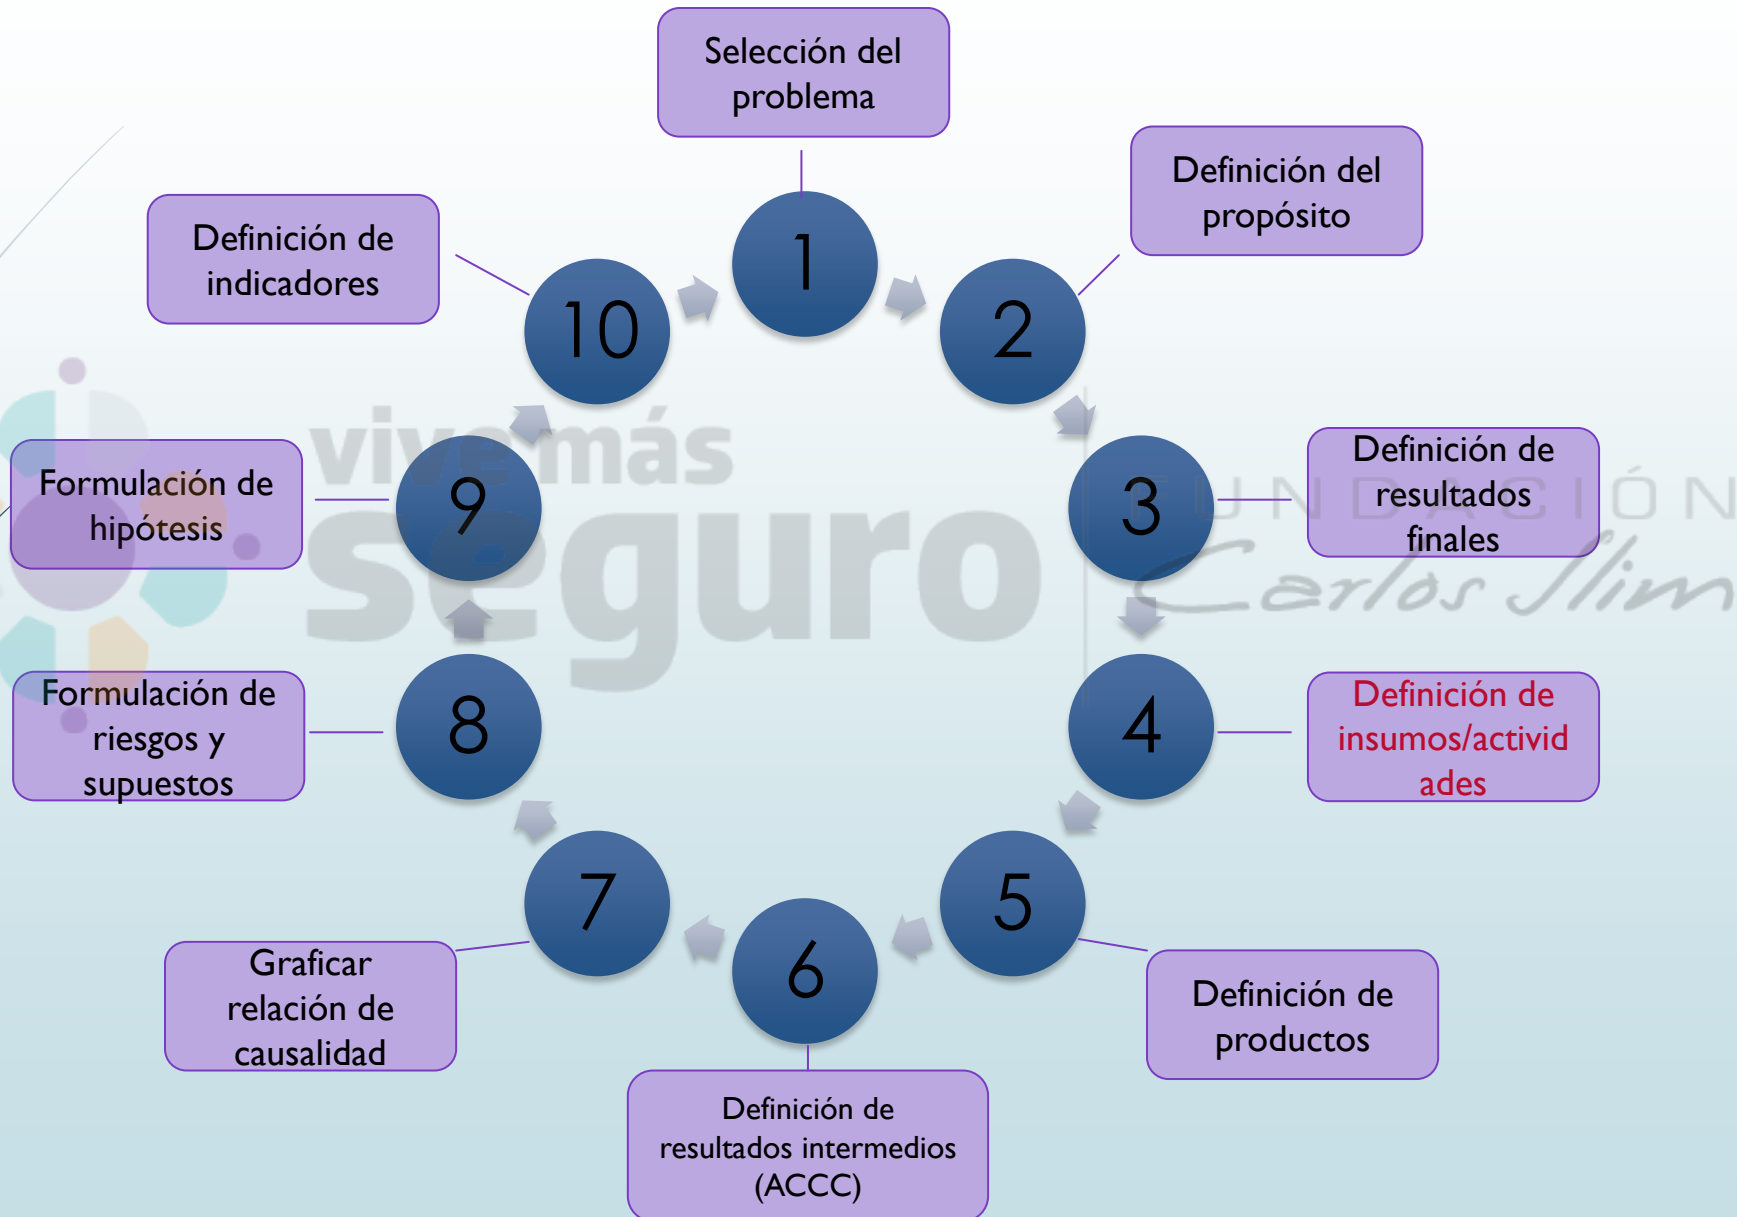 1
Selección del
problema
2
Definición del
propósito
3
Definición de
resultados
finales
4
Definición de
insumos/activid
ades
5
Definición de
productos
6
Definición de
resultados intermedios
(ACCC)
7
Graficar
relación de
causalidad
8
Formulación de
riesgos y
supuestos
9
Formulación de
hipótesis
10
Definición de
indicadores
vive más
seguro
FUNDACIÓN
Carlos Slim